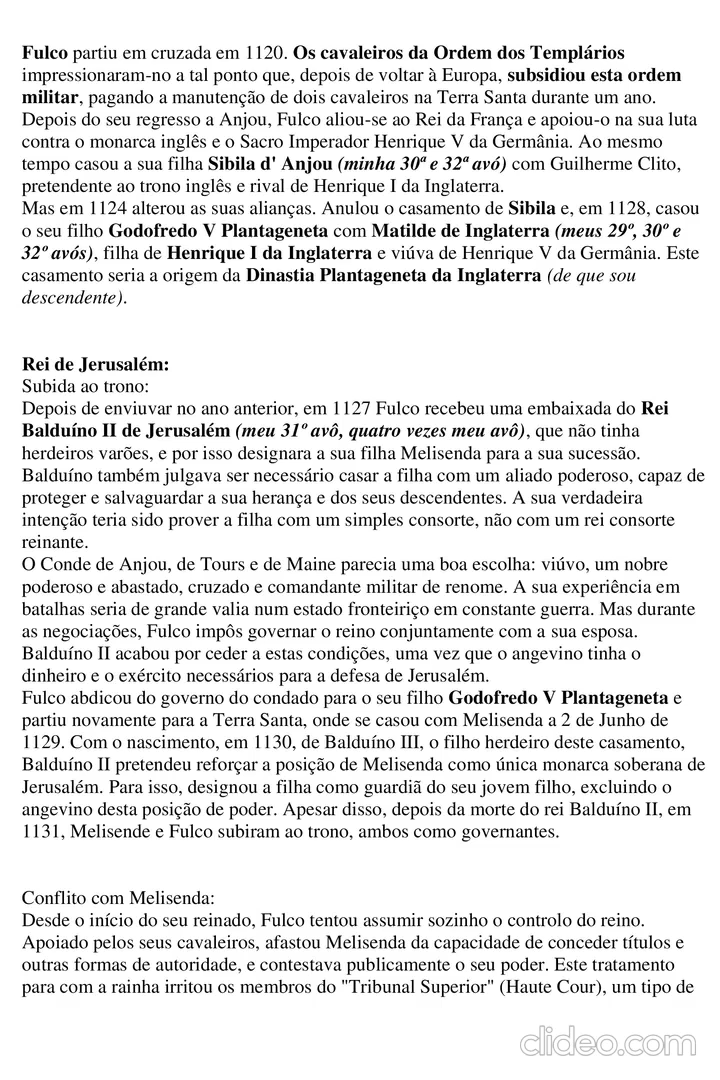 Fulco partiu em cruzada em 1120. Os cavaleiros da Ordem dos Templários
impressionaram-no a tal ponto que, depois de voltar à Europa, subsidiou esta ordem
militar, pagando a manutenção de dois cavaleiros na Terra Santa durante um ano.
Depois do seu regresso a Anjou, Fulco aliou-se ao Rei da França e apoiou-o na sua luta
contra o monarca inglês e o Sacro Imperador Henrique V da Germânia. Ao mesmo
tempo casou a sua filha Sibila d' Anjou (minha 30ª e 32ª avó) com Guilherme Clito,
pretendente ao trono inglês e rival de Henrique I da Inglaterra.
Mas em 1124 alterou as suas alianças. Anulou o casamento de Sibila e, em 1128, casou
o seu filho Godofredo V Plantageneta com Matilde de Inglaterra (meus 29º, 30º e
32º avós), filha de Henrique I da Inglaterra e viúva de Henrique V da Germânia. Este
casamento seria a origem da Dinastia Plantageneta da Inglaterra (de que sou
descendente).
Rei de Jerusalém:
Subida ao trono:
Depois de enviuvar no ano anterior, em 1127 Fulco recebeu uma embaixada do Rei
Balduíno II de Jerusalém (meu 31º avô, quatro vezes meu avô), que não tinha
herdeiros varões, e por isso designara a sua filha Melisenda para a sua sucessão.
Balduíno também julgava ser necessário casar a filha com um aliado poderoso, capaz de
proteger e salvaguardar a sua herança e dos seus descendentes. A sua verdadeira
intenção teria sido prover a filha com um simples consorte, não com um rei consorte
reinante.
O Conde de Anjou, de Tours e de Maine parecia uma boa escolha: viúvo, um nobre
poderoso e abastado, cruzado e comandante militar de renome. A sua experiência em
batalhas seria de grande valia num estado fronteiriço em constante guerra. Mas durante
as negociações, Fulco impôs governar o reino conjuntamente com a sua esposa.
Balduíno II acabou por ceder a estas condições, uma vez que o angevino tinha o
dinheiro e o exército necessários para a defesa de Jerusalém.
Fulco abdicou do governo do condado para o seu filho Godofredo V Plantageneta e
partiu novamente para a Terra Santa, onde se casou com Melisenda a 2 de Junho de
1129. Com o nascimento, em 1130, de Balduíno III, o filho herdeiro deste casamento,
Balduíno II pretendeu reforçar a posição de Melisenda como única monarca soberana de
Jerusalém. Para isso, designou a filha como guardiã do seu jovem filho, excluindo o
angevino desta posição de poder. Apesar disso, depois da morte do rei Balduíno II, em
1131, Melisende e Fulco subiram ao trono, ambos como governantes.
Conflito com Melisenda:
Desde o início do seu reinado, Fulco tentou assumir sozinho o controlo do reino.
Apoiado pelos seus cavaleiros, afastou Melisenda da capacidade de conceder títulos e
outras formas de autoridade, e contestava publicamente o seu poder. Este tratamento
para com a rainha irritou os membros do "Tribunal Superior" (Haute Cour), um tipo de
clideo.com